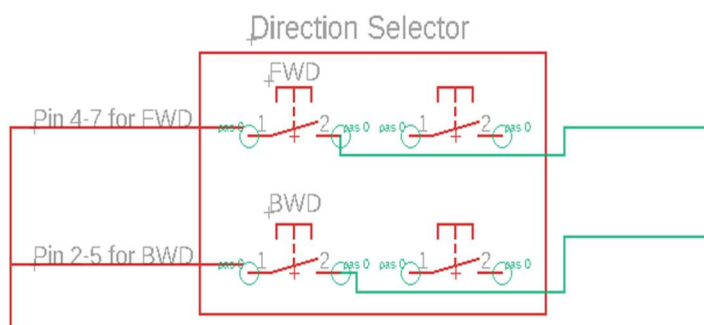 Direction Selector
FWD
Pin 4-7 for FWD pas 0 1 2 pas 0 pas 0 1 2 pas 0
BWD
Pin 2-5 for BWD pas 0 1 2 pas 0 pas 0 1 2 pas 0